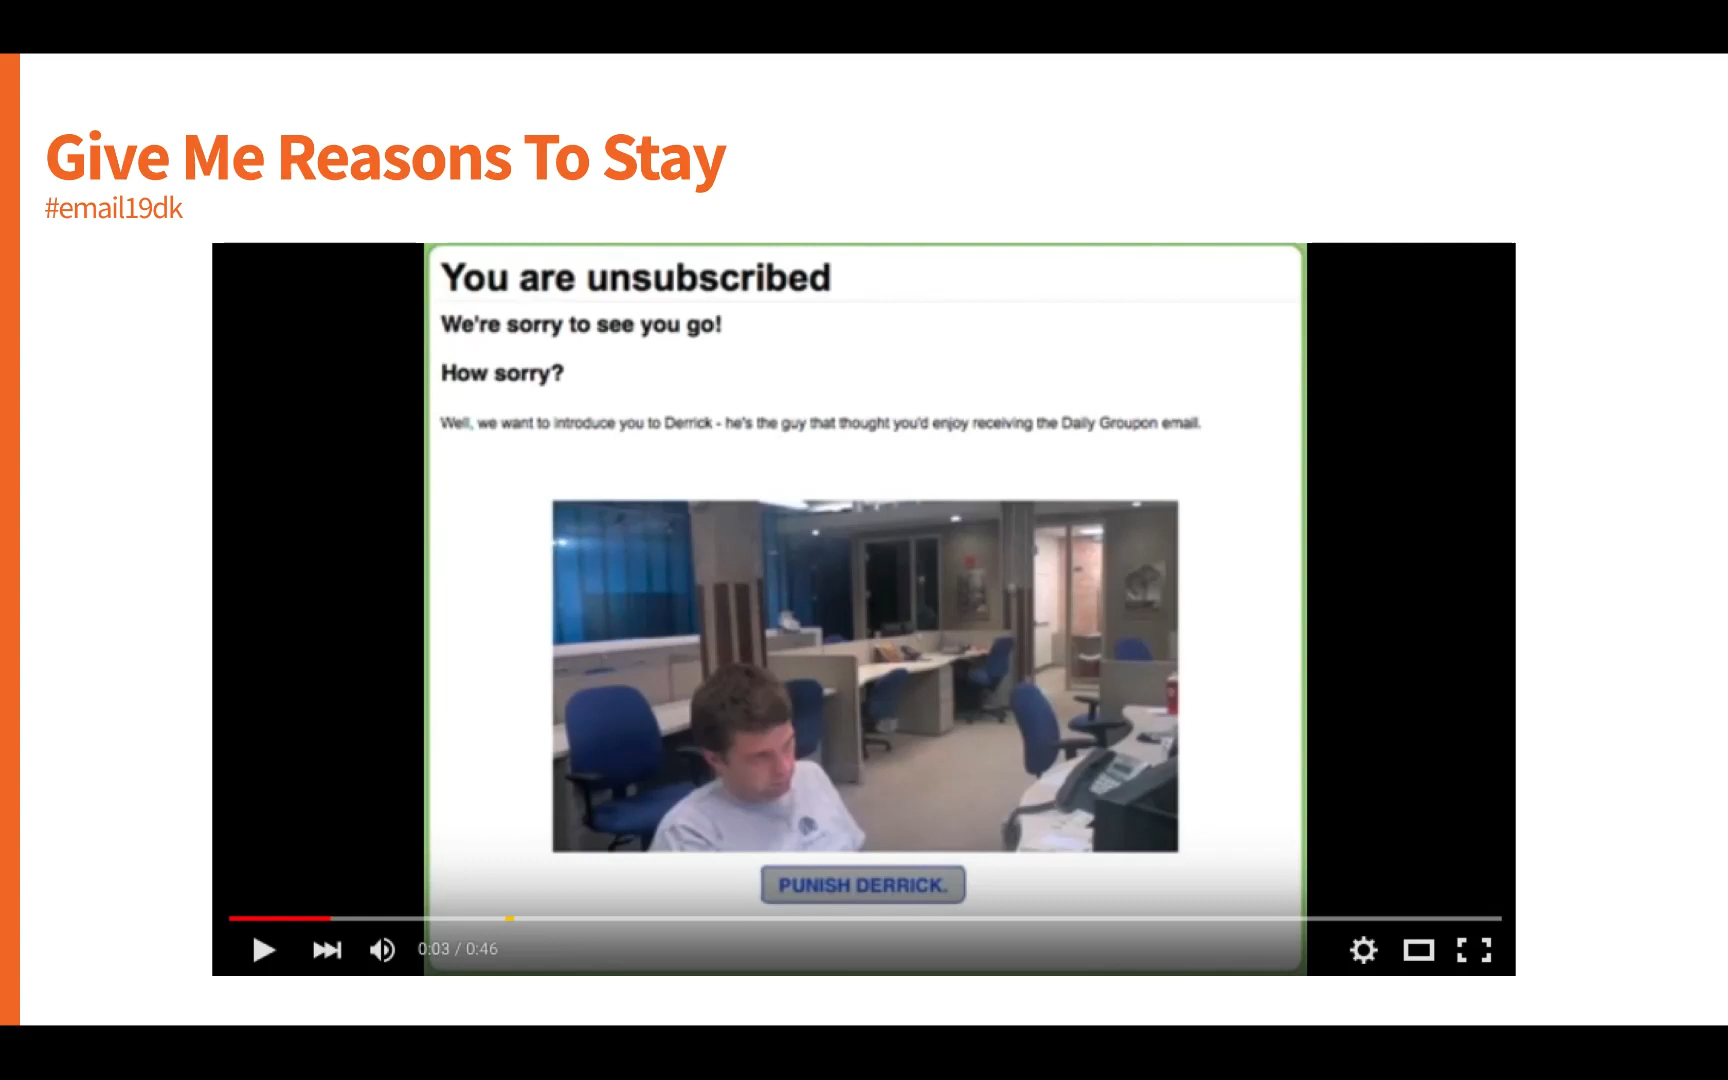 Give Me Reasons To Stay
#email19dk
You are unsubscribed
We're sorry to see you go!
How sorry?
Well, we want to introduce you to Derrick - he's the guy that thought you'd enjoy receiving the Daily Groupon email.
PUNISH DERRICK.
0:03 / 0:46